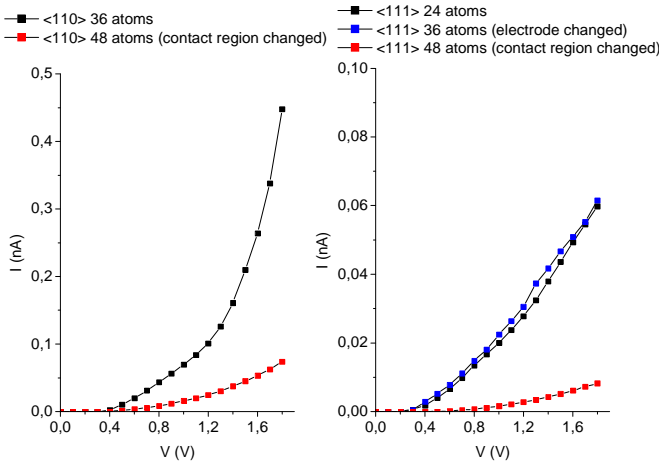 <110> 36 atoms
<110> 48 atoms (contact region changed)
<111> 24 atoms
<111> 36 atoms (electrode changed)
<111> 48 atoms (contact region changed)
0,5
0,4
0,3
0,2
0,1
0,0
I (nA)
0,0 0,4 0,8 1,2 1,6
V (V)
0,10
0,08
0,06
0,04
0,02
0,00
I (nA)
0,0 0,4 0,8 1,2 1,6
V (V)